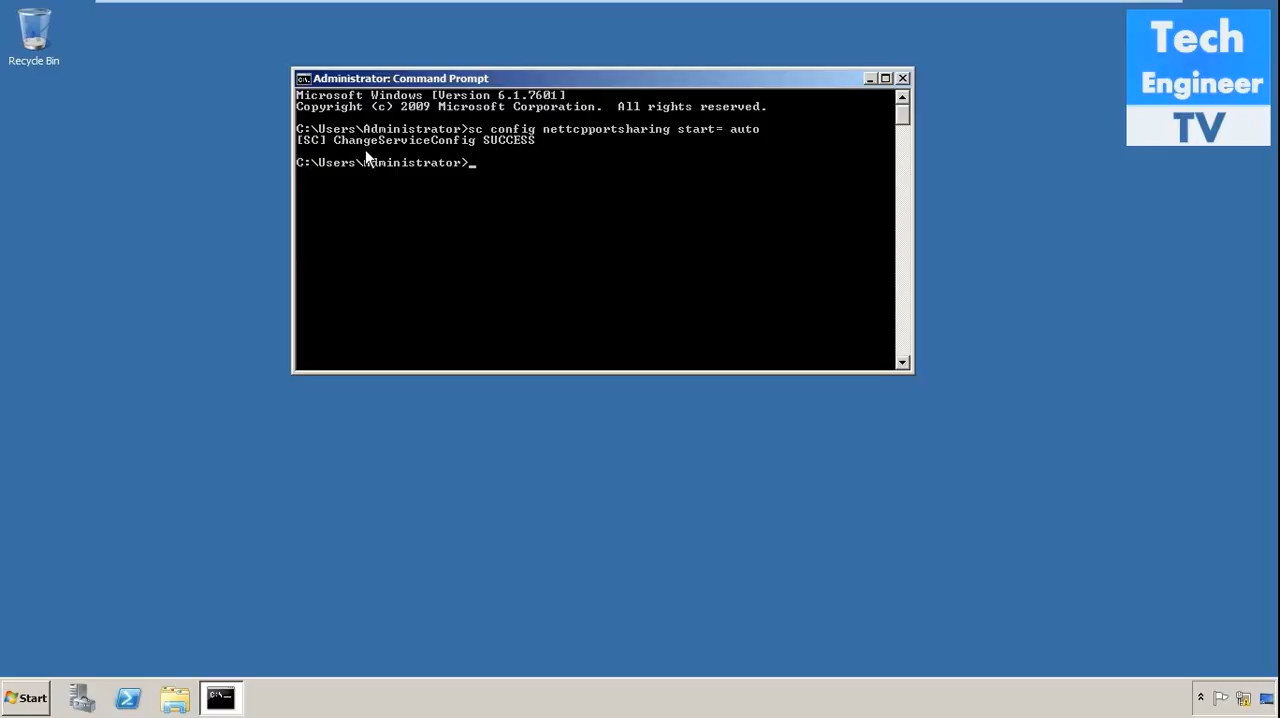 Recycle Bin
Tech
Engineer
TV
Administrator: Command Prompt
Microsoft Windows [Version 6.1.7601]
Copyright (c) 2009 Microsoft Corporation.  All rights reserved.
C:\Users\Administrator>sc config nettcpportsharing start= auto
[SC] ChangeServiceConfig SUCCESS
C:\Users\Administrator>_
Start